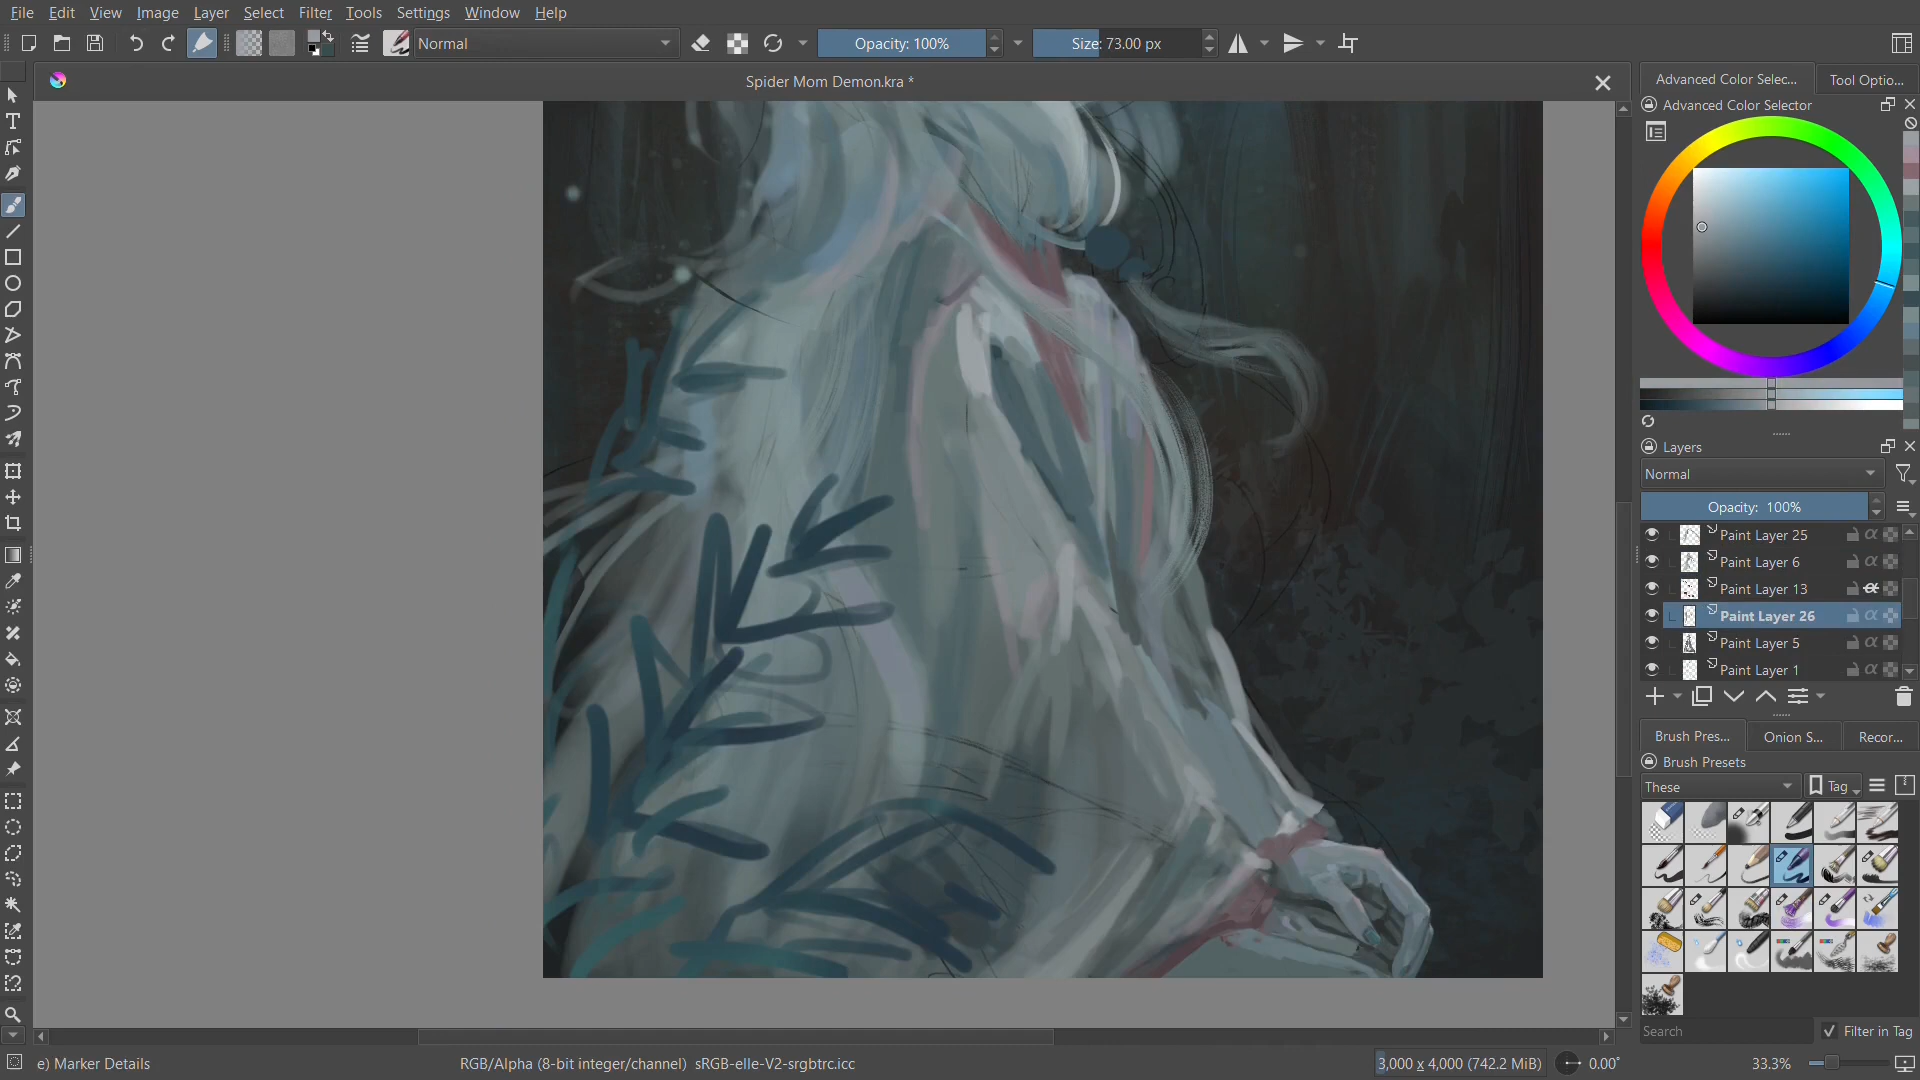 File Edit View Image Layer Select Filter Tools Settings Window Help
Normal Opacity: 100% Size: 73.00 px
Spider Mom Demon.kra *
Advanced Color Selec... Tool Optio...
Advanced Color Selector
Layers
Normal
Opacity: 100%
Paint Layer 25
Paint Layer 6
Paint Layer 13
Paint Layer 26
Paint Layer 5
Paint Layer 1
Brush Pres... Onion S... Recor...
Brush Presets
These Tag
Search Filter in Tag
e) Marker Details RGB/Alpha (8-bit integer/channel) sRGB-elle-V2-srgbtrc.icc 3,000 x 4,000 (742.2 MiB) 0.00° 33.3%